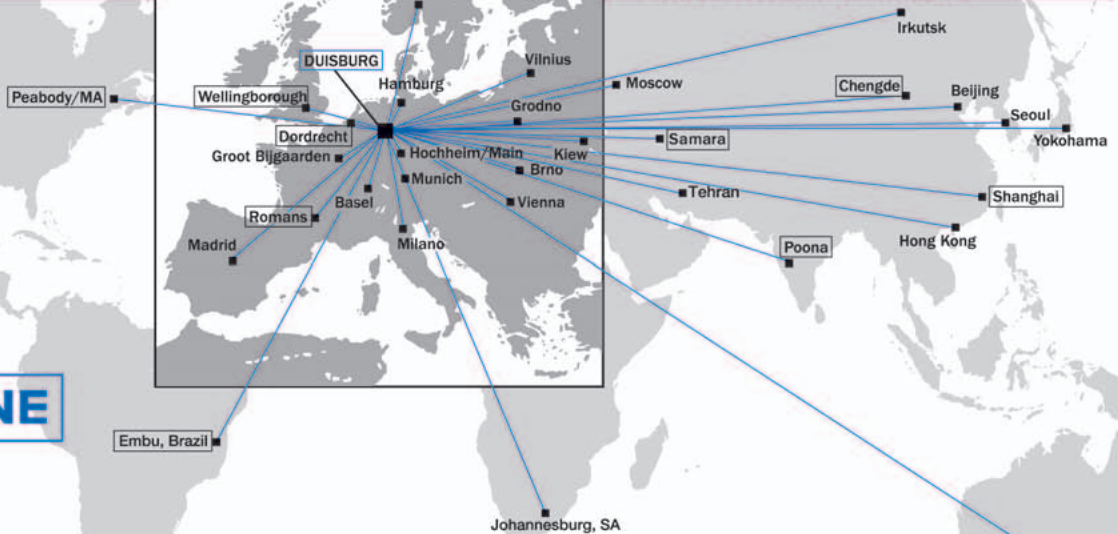 Irkutsk
DUISBURG
Vilnius
Hamburg
Moscow
Chengde
Beijing
Peabody/MA
Wellingborough
Grodno
Seoul
Dordrecht
Samara
Yokohama
Groot Bijgaarden
Hochheim/Main
Kiew
Brno
Munich
Tehran
Basel
Vienna
Shanghai
Romans
Madrid
Milano
Poona
Hong Kong
NE
Embu, Brazil
Johannesburg, SA